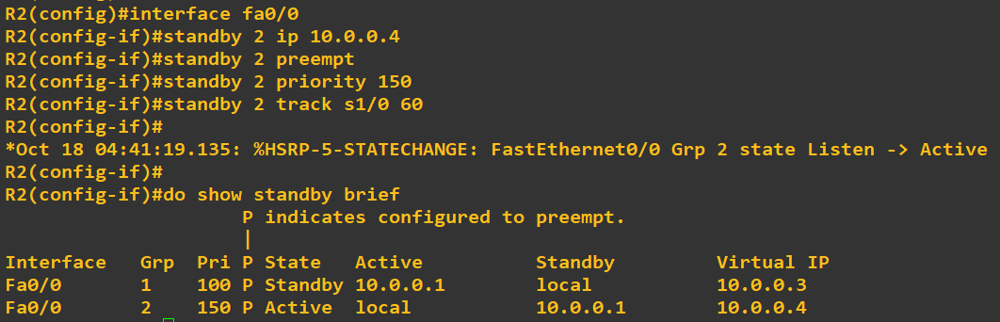 R2(config)#interface fa0/0
R2(config-if)#standby 2 ip 10.0.0.4
R2(config-if)#standby 2 preempt
R2(config-if)#standby 2 priority 150
R2(config-if)#standby 2 track s1/0 60
R2(config-if)#
*Oct 18 04:41:19.135: %HSRP-5-STATECHANGE: FastEthernet0/0 Grp 2 state Listen -> Active
R2(config-if)#
R2(config-if)#do show standby brief
                     P indicates configured to preempt.
                     |
Interface   Grp  Pri P State   Active          Standby         Virtual IP
Fa0/0       1    100 P Standby 10.0.0.1        local           10.0.0.3
Fa0/0       2    150 P Active  local           10.0.0.1        10.0.0.4